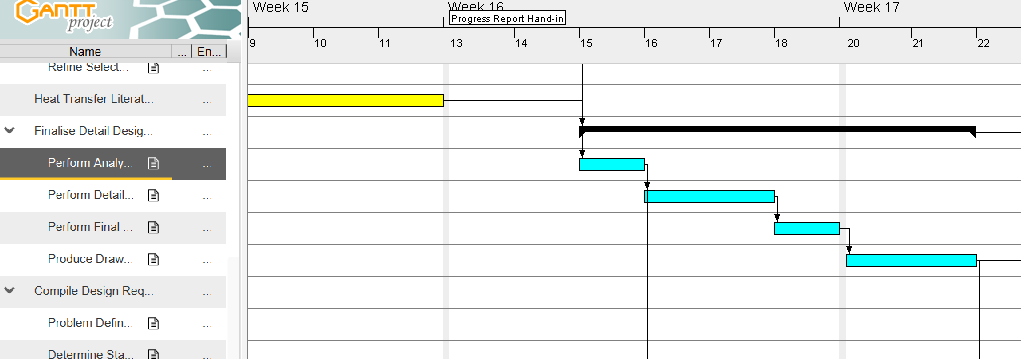 GANTT
project
Week 15
Week 16
Week 17
Progress Report Hand-in
Name ... En...
9 10 11 12 13 14 15 16 17 18 20 21 22
Refine Select... ...
Heat Transfer Literat... ...
Finalise Detail Desig... ...
Perform Analy... ...
Perform Detail... ...
Perform Final ... ...
Produce Draw... ...
Compile Design Req... ...
Problem Defin... ...
Determine Sta... ...